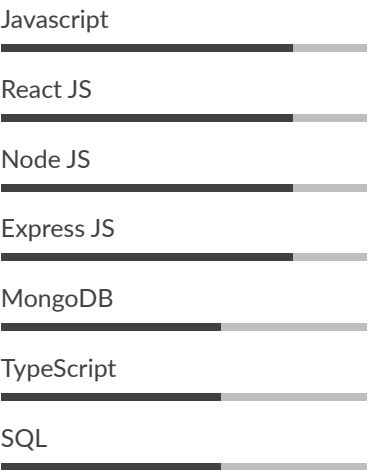 Javascript
React JS
Node JS
Express JS
MongoDB
TypeScript
SQL